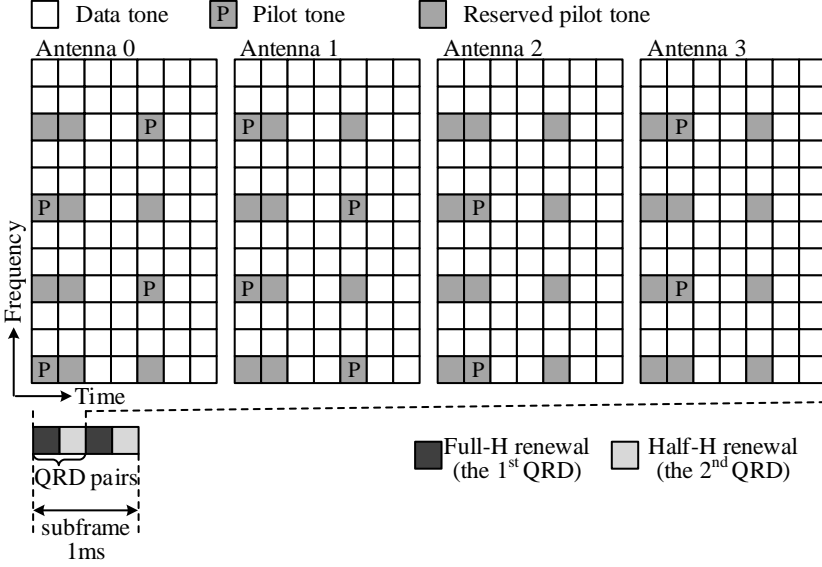 Data tone P Pilot tone Reserved pilot tone
Antenna 0 Antenna 1 Antenna 2 Antenna 3
P P P
P P P
P P P
P P P
Frequency
Time
Full-H renewal Half-H renewal
(the 1st QRD) (the 2nd QRD)
QRD pairs
subframe
1ms